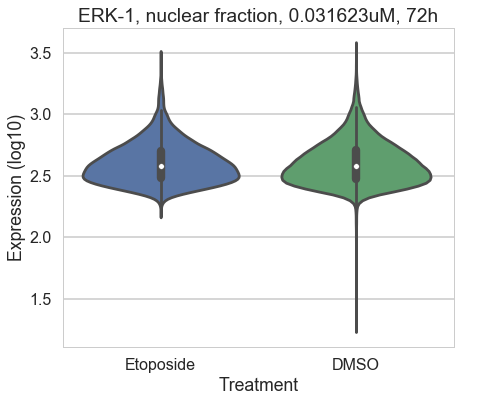 ERK-1, nuclear fraction, 0.031623uM, 72h
3.5
3.0
2.5
2.0
1.5
Expression (log10)
Etoposide
DMSO
Treatment